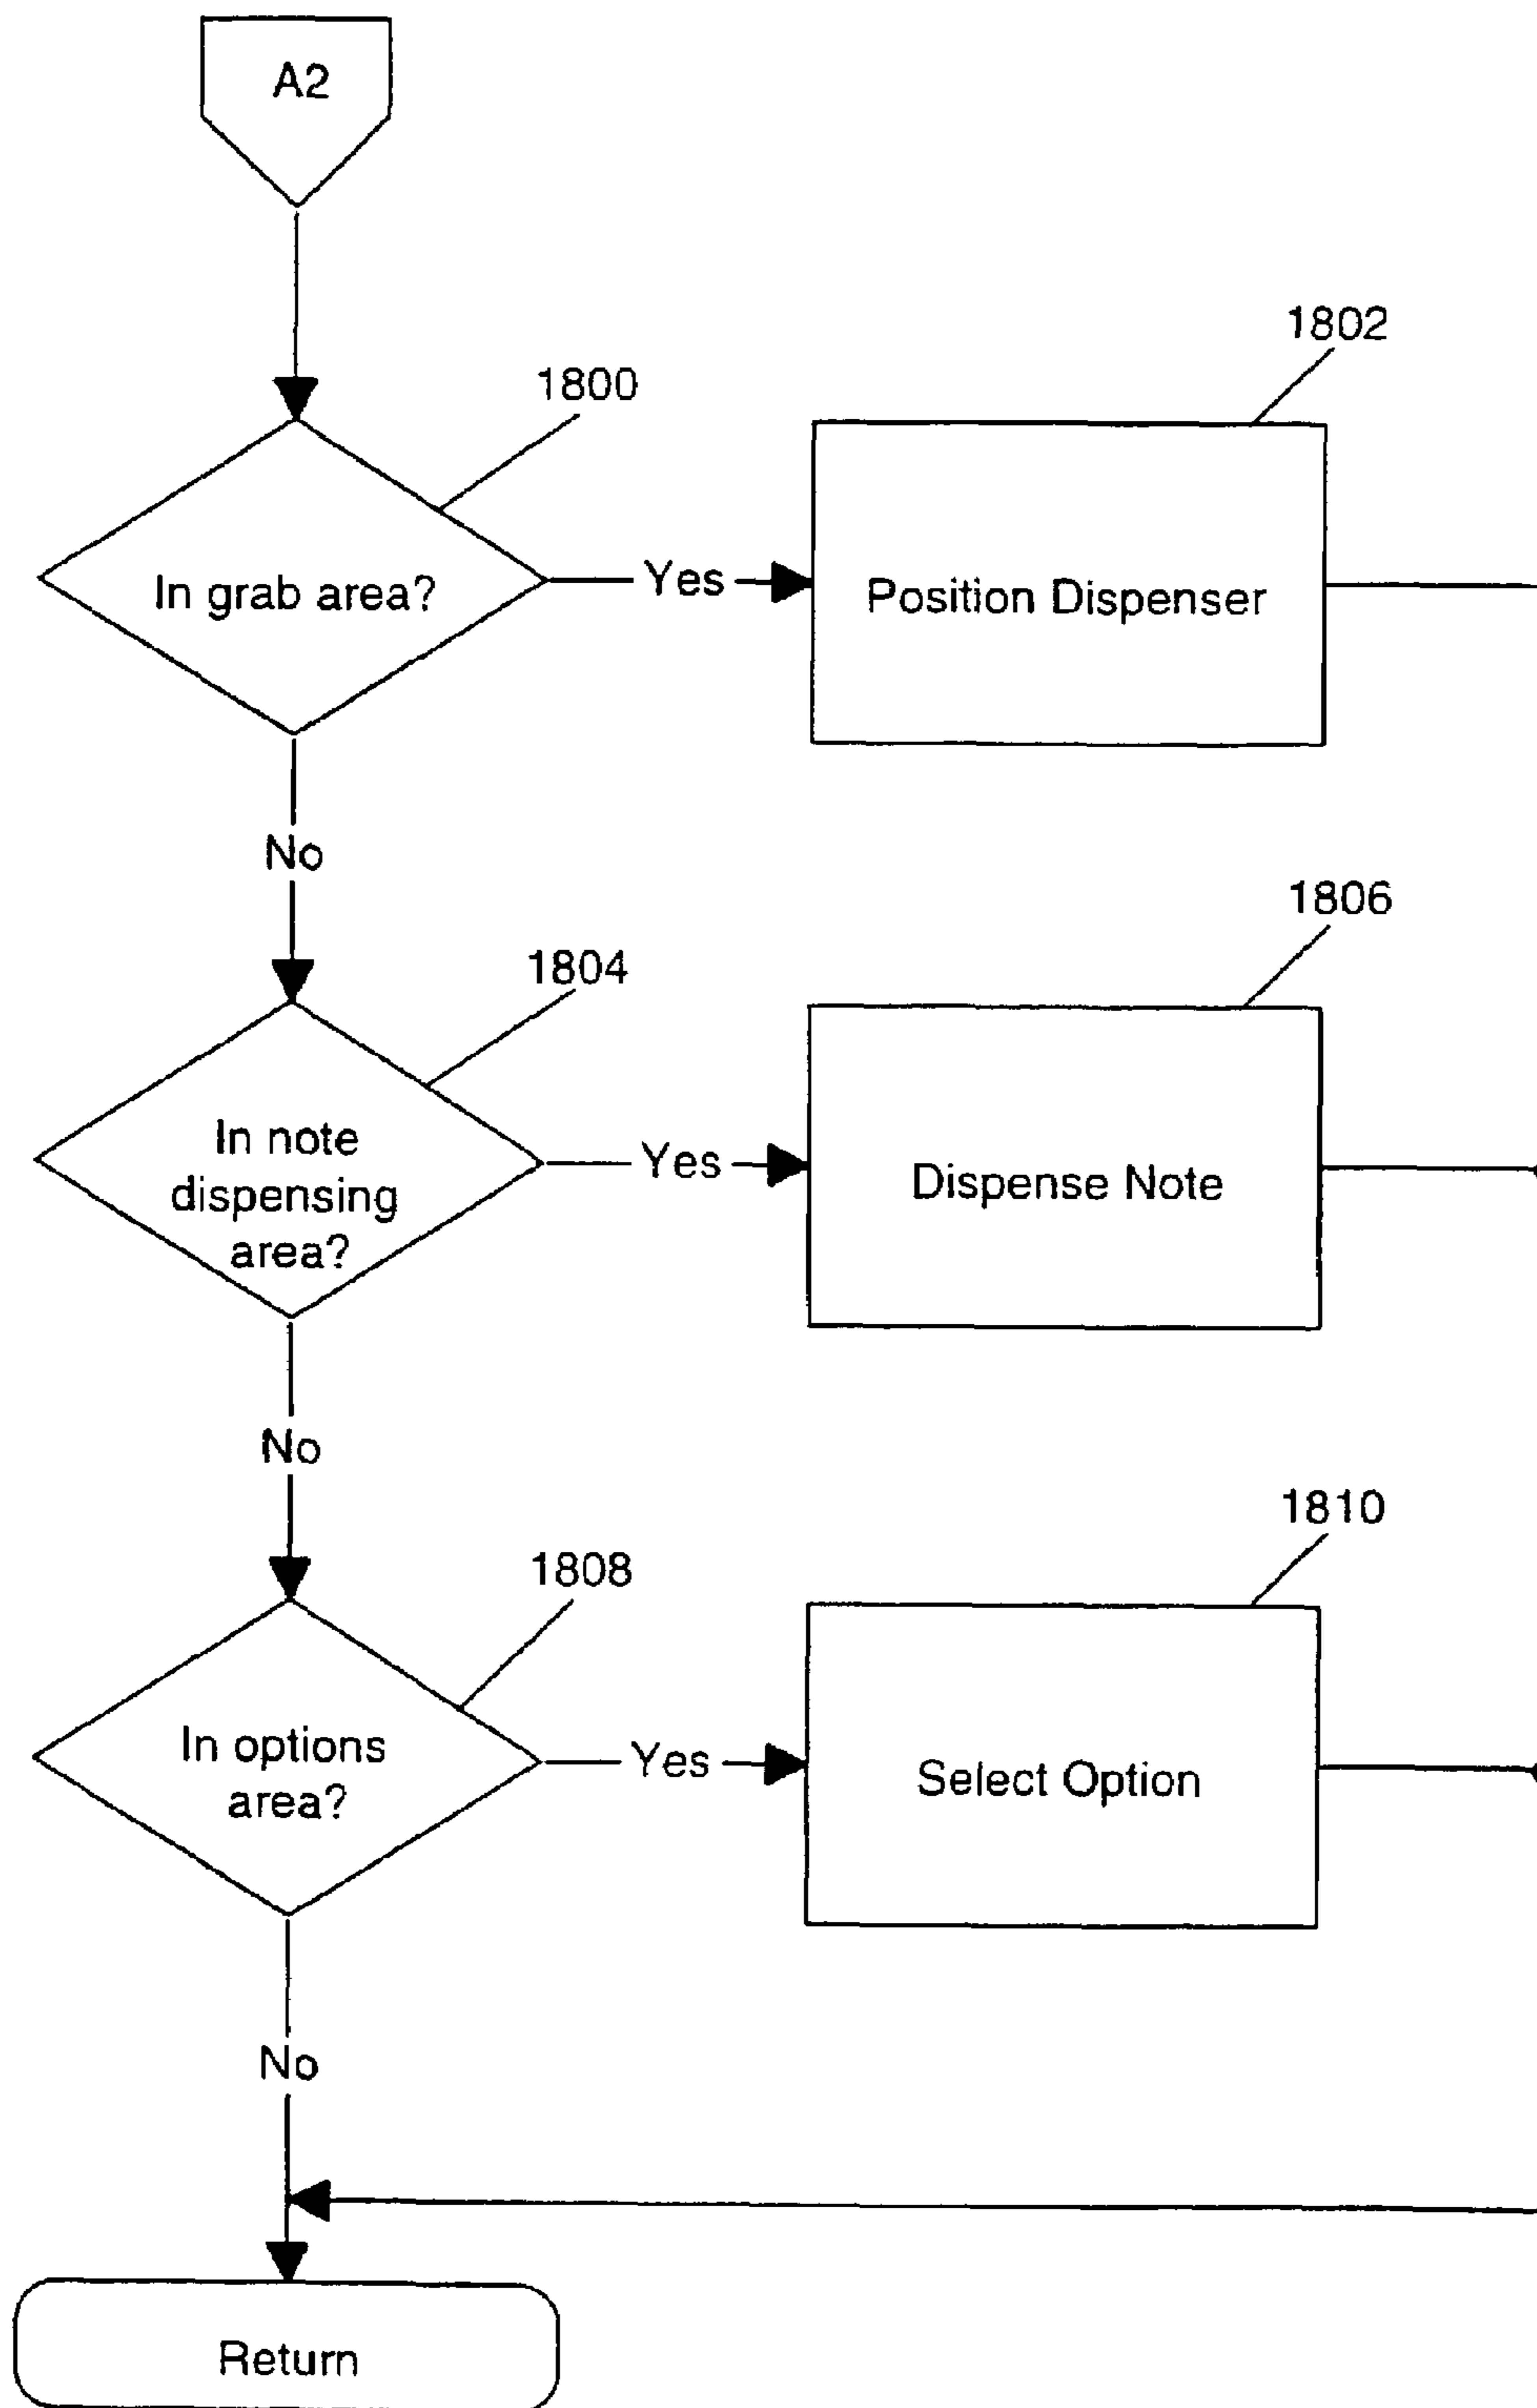 A2
1802
1800
In grab area?
Yes
Position Dispenser
No
1806
1804
In note
dispensing
area?
Yes
Dispense Note
No
1810
1808
In options
area?
Yes
Select Option
No
Return